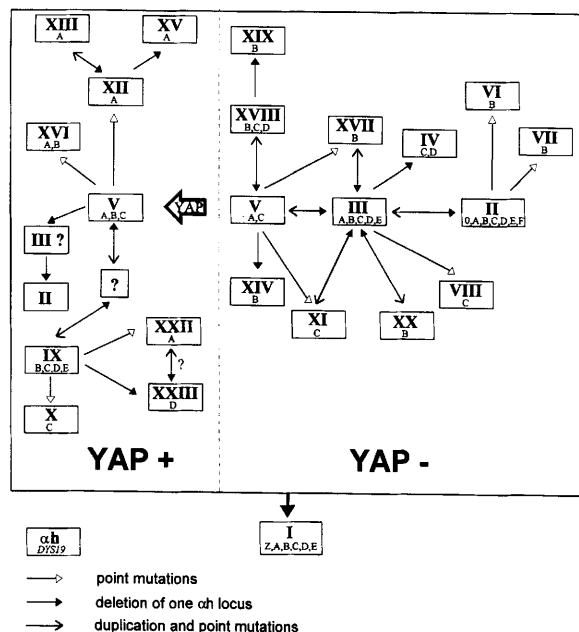 XIII
A
XV
A
XII
A
XVI
A,B
V
A,B,C
III ?
II
?
IX
B,C,D,E
XXII
A
?
XXIII
D
X
C
YAP +
YAP
XIX
B
XVIII
B,C,D
XVII
B
IV
C,D
VI
B
VII
B
V
A,C
III
A,B,C,D,E
II
0,A,B,C,D,E,F
XIV
B
XI
C
XX
B
VIII
C
YAP -
I
Z,A,B,C,D,E
αh
DYS19
point mutations
deletion of one αh locus
duplication and point mutations